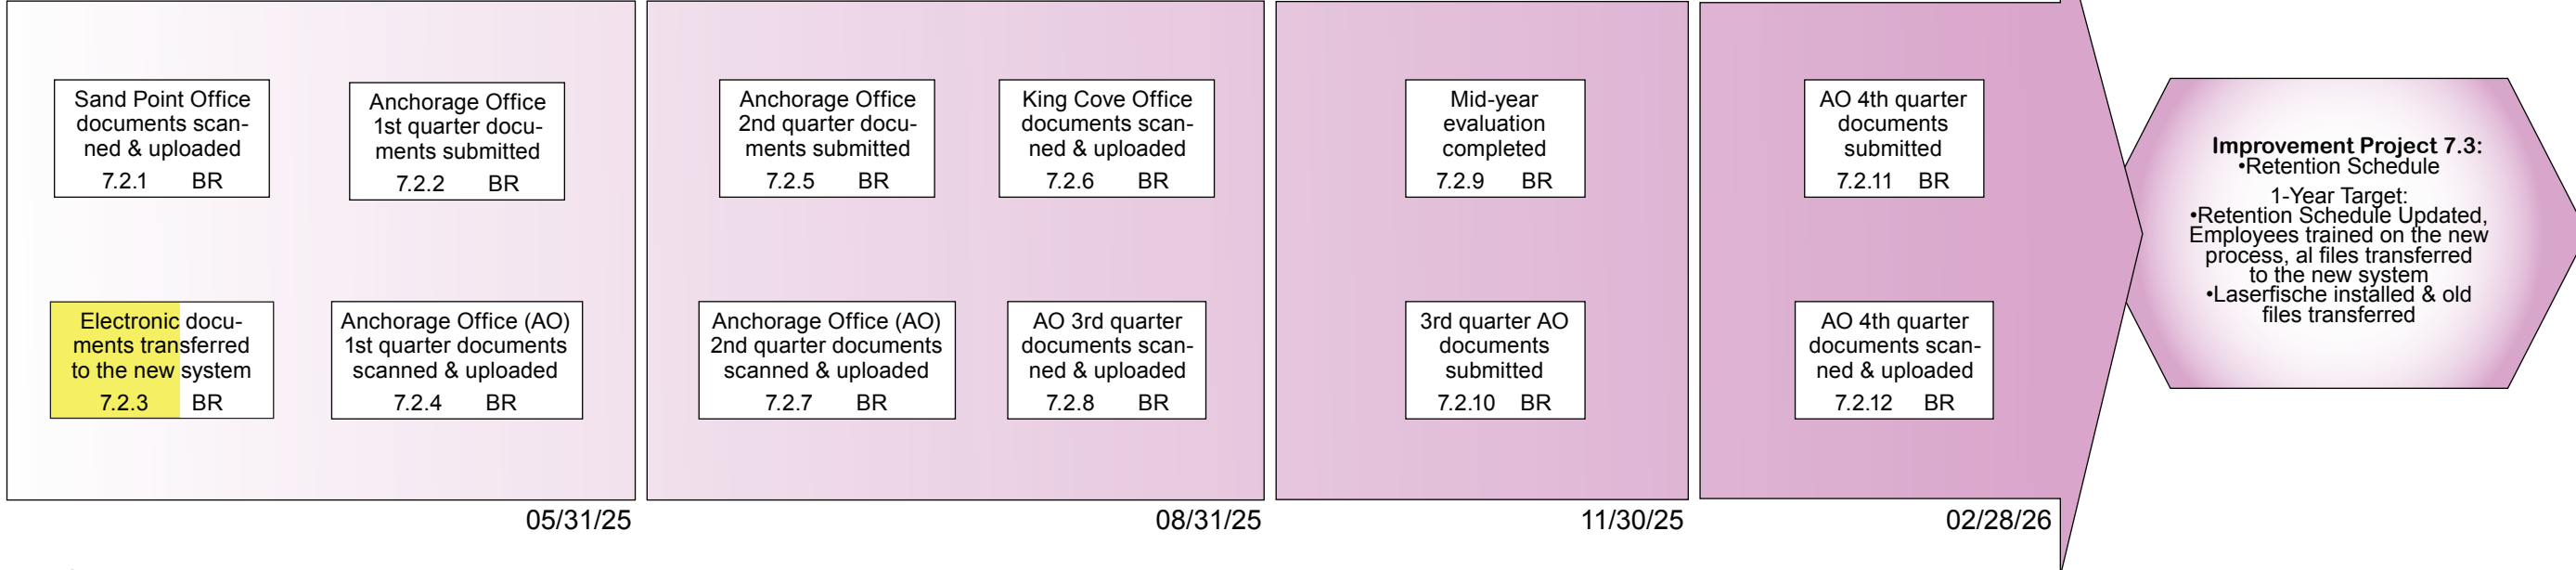 Sand Point Office
documents scan-
ned & uploaded
7.2.1 BR
Anchorage Office
1st quarter docu-
ments submitted
7.2.2 BR
Electronic docu-
ments transferred
to the new system
7.2.3 BR
Anchorage Office (AO)
1st quarter documents
scanned & uploaded
7.2.4 BR
05/31/25
Anchorage Office
2nd quarter docu-
ments submitted
7.2.5 BR
King Cove Office
documents scan-
ned & uploaded
7.2.6 BR
Anchorage Office (AO)
2nd quarter documents
scanned & uploaded
7.2.7 BR
AO 3rd quarter
documents scan-
ned & uploaded
7.2.8 BR
08/31/25
Mid-year
evaluation
completed
7.2.9 BR
3rd quarter AO
documents
submitted
7.2.10 BR
11/30/25
AO 4th quarter
documents
submitted
7.2.11 BR
AO 4th quarter
documents scan-
ned & uploaded
7.2.12 BR
02/28/26
Improvement Project 7.3:
•Retention Schedule
1-Year Target:
•Retention Schedule Updated,
Employees trained on the new
process, al files transferred
to the new system
•Laserfische installed & old
files transferred